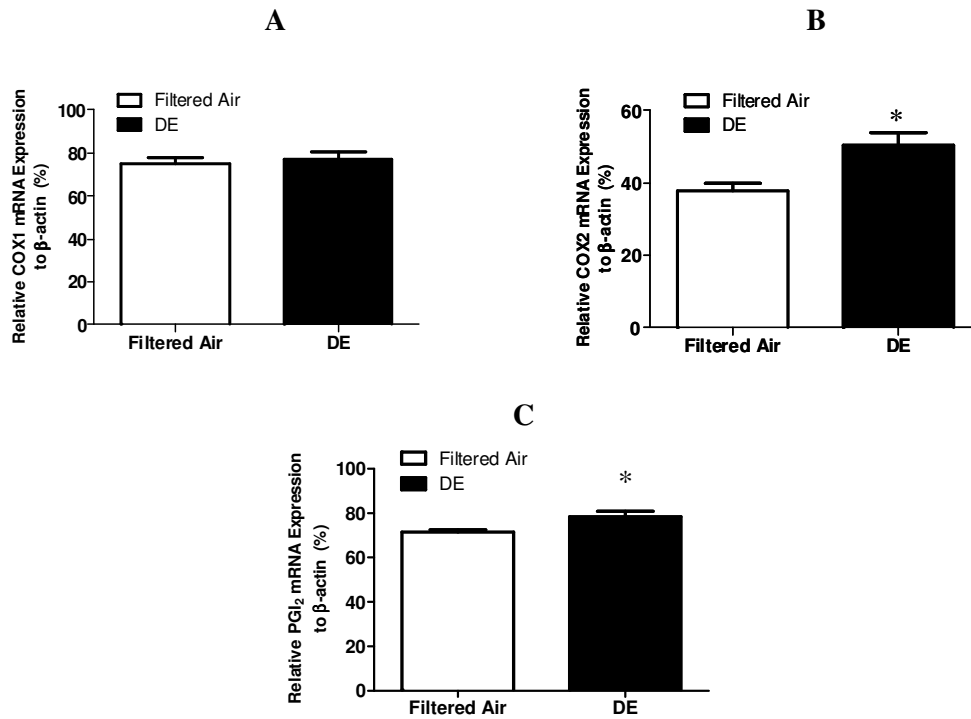 A
Relative COX1 mRNA Expression
to β-actin (%)
Filtered Air
DE
100
80
60
40
20
0
Filtered Air
DE
B
Relative COX2 mRNA Expression
to β-actin (%)
Filtered Air
DE
60
40
20
0
*
Filtered Air
DE
C
Relative PGI₂ mRNA Expression
to β-actin (%)
Filtered Air
DE
100
80
60
40
20
0
*
Filtered Air
DE